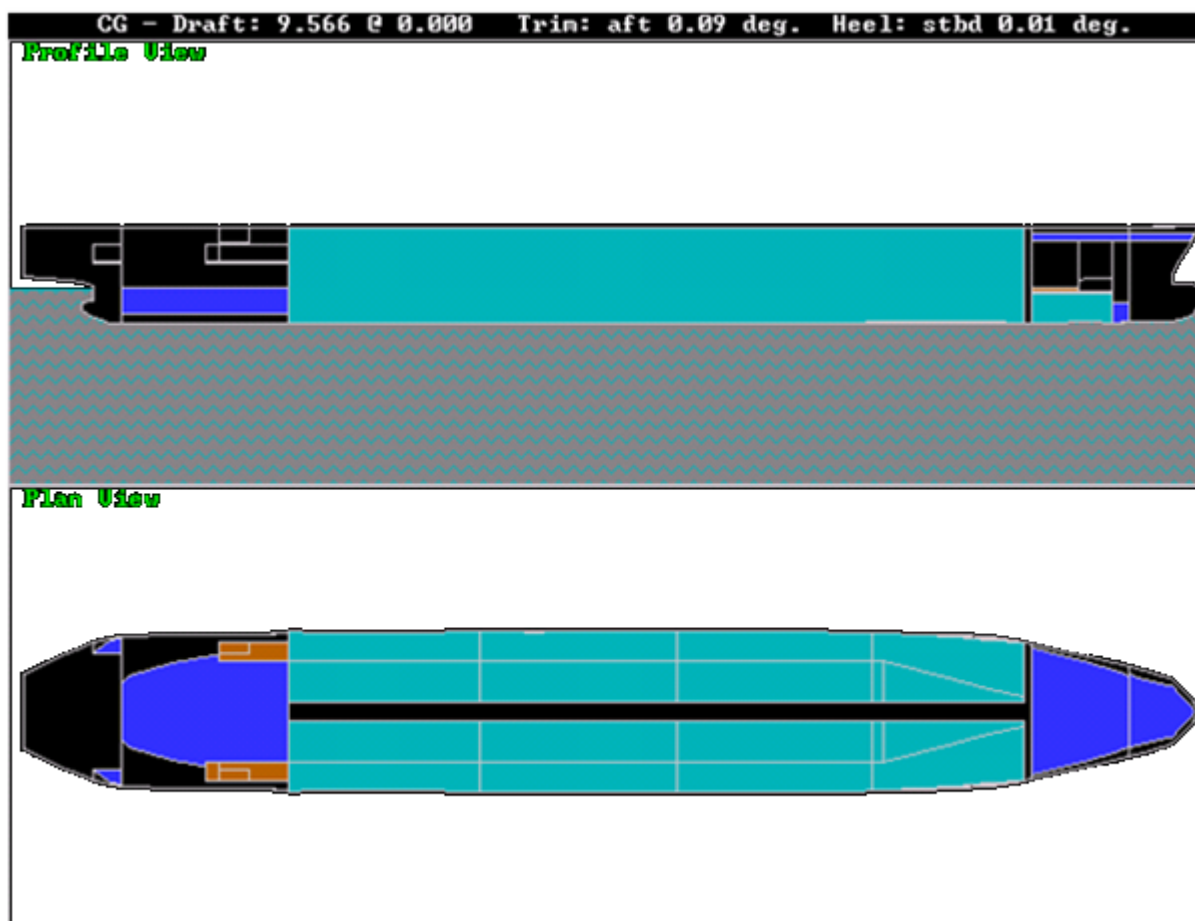 CG - Draft: 9.566 @ 0.000 Trim: aft 0.09 deg. Heel: stbd 0.01 deg.
Profile View
Plan View